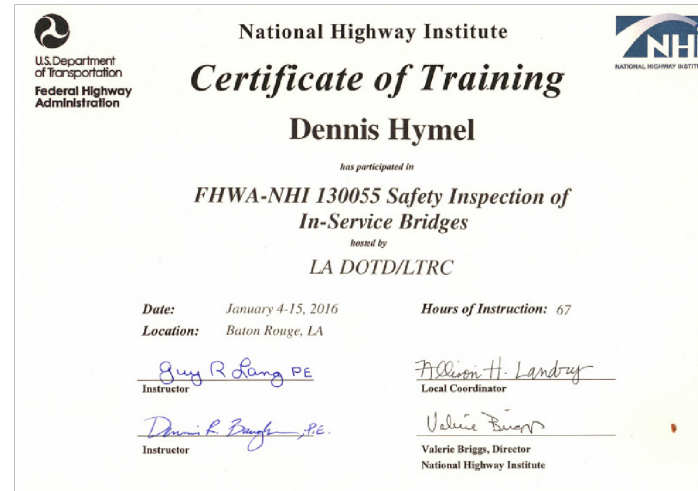 U.S. Department
of Transportation
Federal Highway
Administration
National Highway Institute
NHI
NATIONAL HIGHWAY INSTIT
Certificate of Training
Dennis Hymel
has participated in
FHWA-NHI 130055 Safety Inspection of
In-Service Bridges
hosted by
LA DOTD/LTRC
Date: January 4-15, 2016
Location: Baton Rouge, LA
Hours of Instruction: 67
Guy R Lang PE
Instructor
Allison H. Landry
Local Coordinator
Dennis R. P.E.
Instructor
Valerie Briggs
Valerie Briggs, Director
National Highway Institute